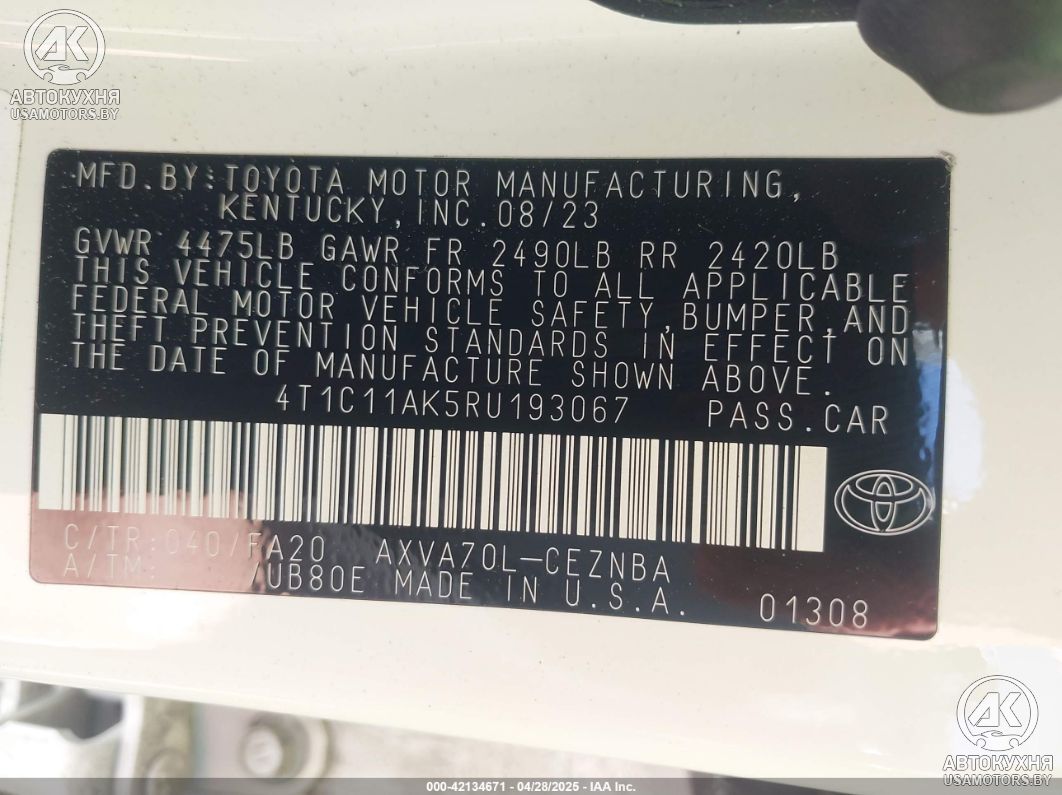 AK
АВТОКУХНЯ
USAMOTORS.BY
MFD.BY:TOYOTA MOTOR MANUFACTURING,
KENTUCKY,INC.08/23
GVWR 4475LB GAWR FR 2490LB RR 2420LB
THIS VEHICLE CONFORMS TO ALL APPLICABLE
FEDERAL MOTOR VEHICLE SAFETY,BUMPER,AND
THEFT PREVENTION STANDARDS IN EFFECT ON
THE DATE OF MANUFACTURE SHOWN ABOVE.
4T1C11AK5RU193067 PASS.CAR
C/TR:040/FA20 AXVA70L-CEZNBA
A/TM: /UB80E MADE IN U.S.A. 01308
AK
АВТОКУХНЯ
USAMOTORS.BY
000-42134671 - 04/28/2025 - IAA Inc.